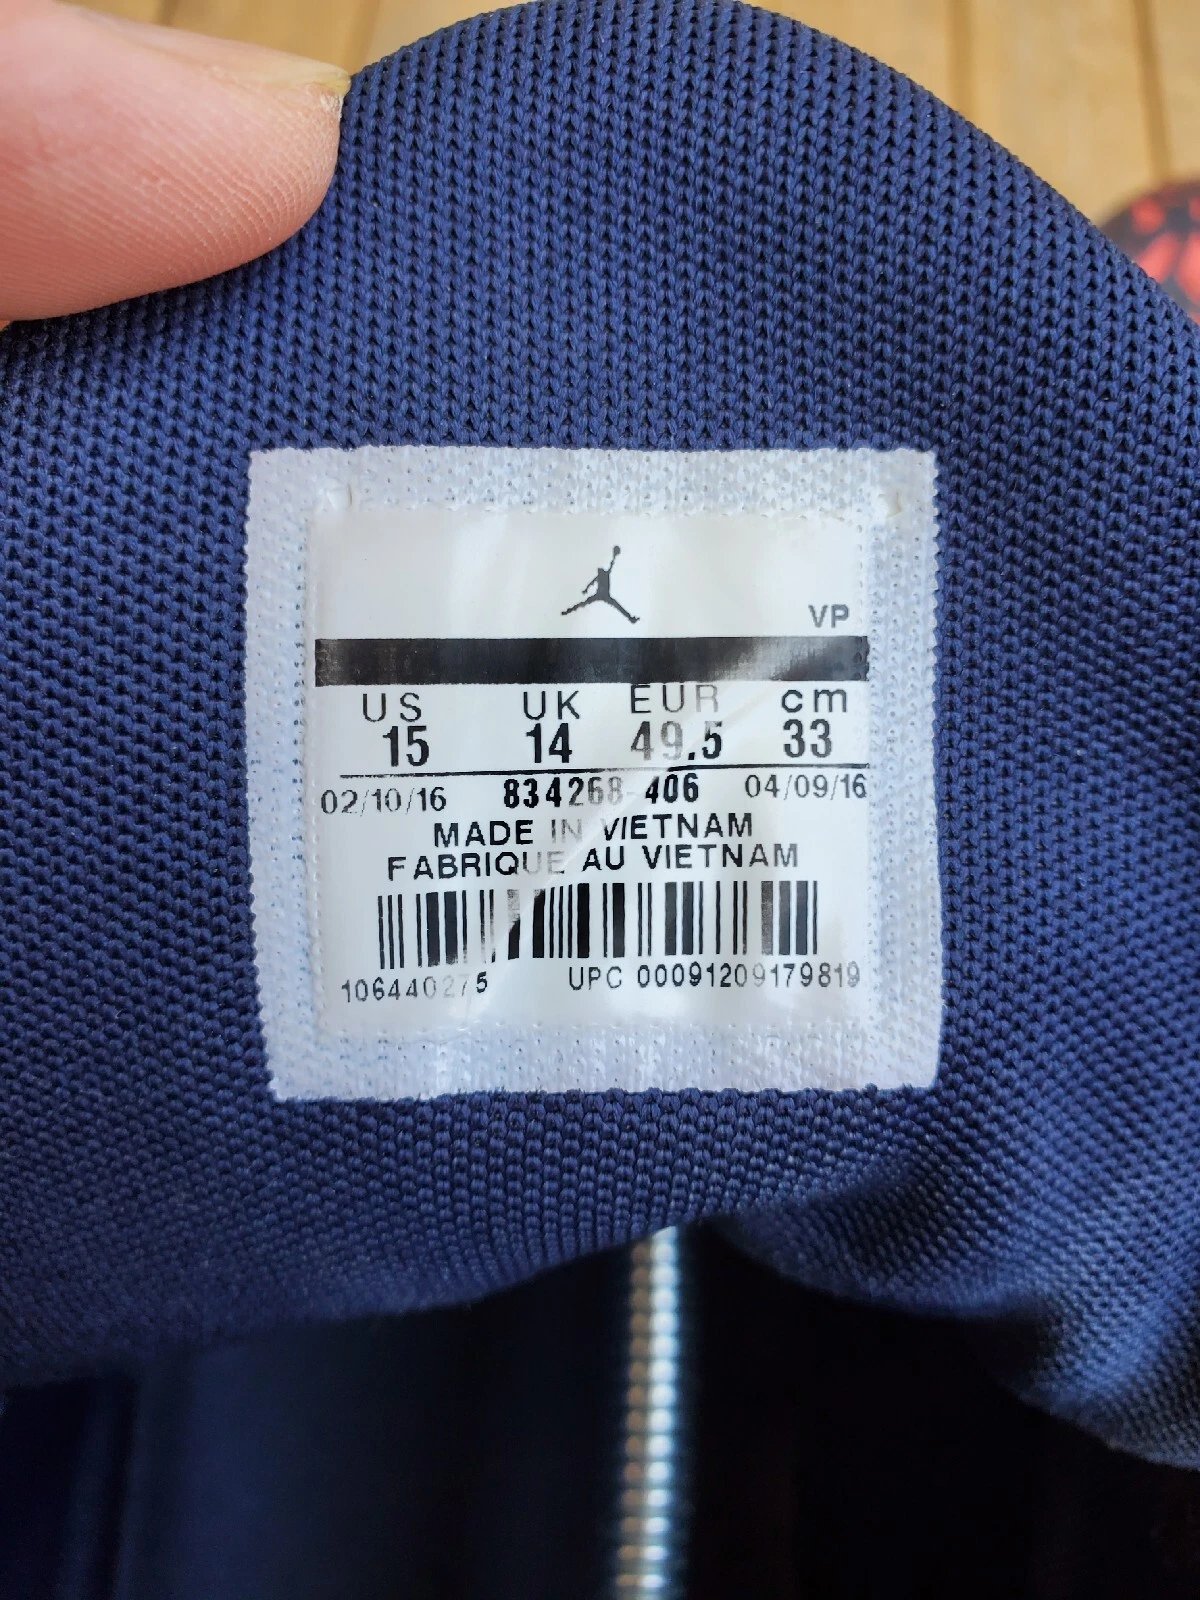 VP
US UK EUR cm
15 14 49.5 33
02/10/16 834268-406 04/09/16
MADE IN VIETNAM
FABRIQUE AU VIETNAM
106440275 UPC 00091209179819